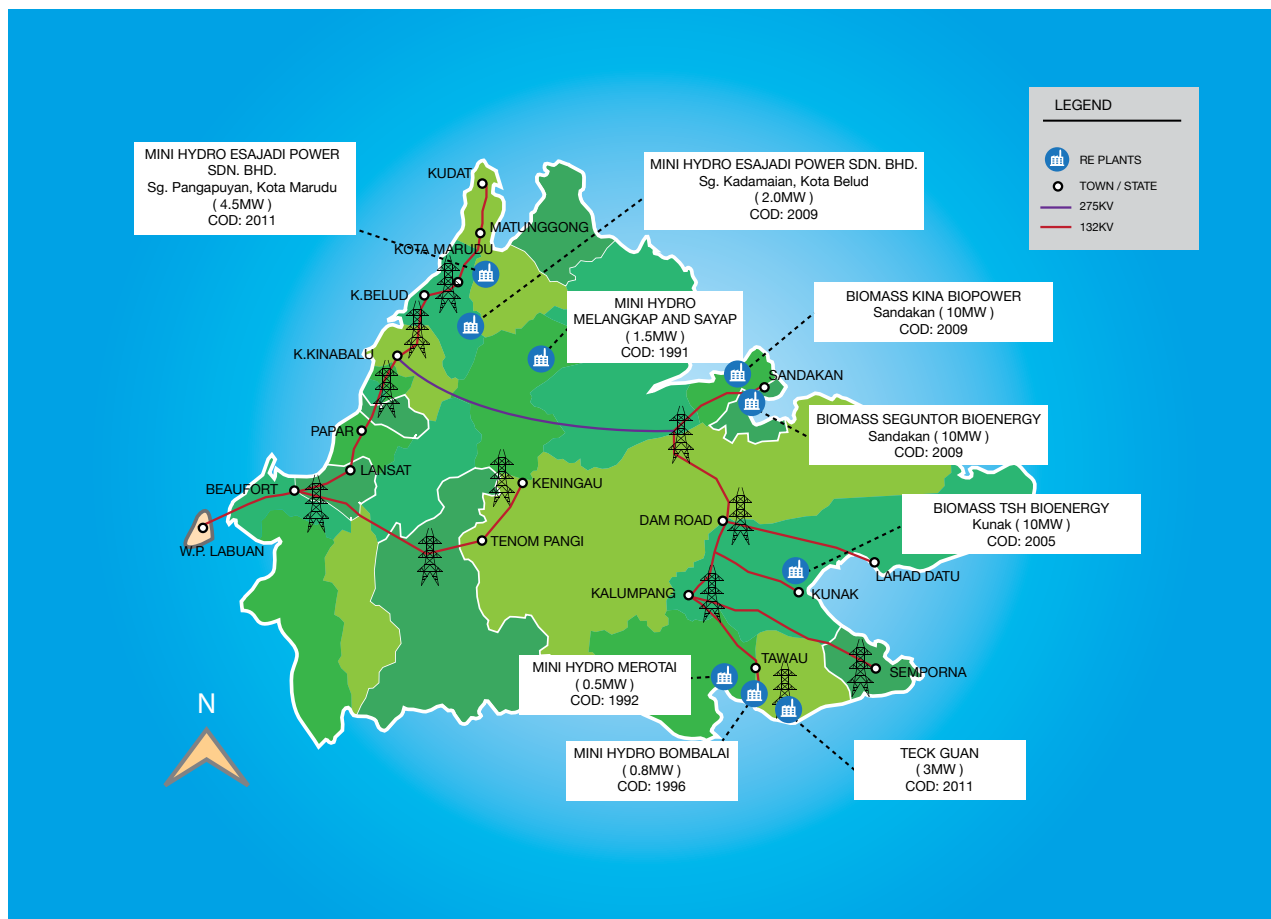 LEGEND
RE PLANTS
TOWN / STATE
275KV
132KV
MINI HYDRO ESAJADI POWER
SDN. BHD.
Sg. Pangapuyan, Kota Marudu
( 4.5MW )
COD: 2011
MINI HYDRO ESAJADI POWER SDN. BHD.
Sg. Kadamaian, Kota Belud
( 2.0MW )
COD: 2009
KUDAT
MATUNGGONG
KOTA MARUDU
K.BELUD
MINI HYDRO
MELANGKAP AND SAYAP
( 1.5MW )
COD: 1991
BIOMASS KINA BIOPOWER
Sandakan ( 10MW )
COD: 2009
K.KINABALU
SANDAKAN
BIOMASS SEGUNTOR BIOENERGY
Sandakan ( 10MW )
COD: 2009
PAPAR
LANSAT
BEAUFORT
KENINGAU
W.P. LABUAN
TENOM PANGI
DAM ROAD
BIOMASS TSH BIOENERGY
Kunak ( 10MW )
COD: 2005
LAHAD DATU
KALUMPANG
KUNAK
MINI HYDRO MEROTAI
( 0.5MW )
COD: 1992
TAWAU
SEMPORNA
N
MINI HYDRO BOMBALAI
( 0.8MW )
COD: 1996
TECK GUAN
( 3MW )
COD: 2011